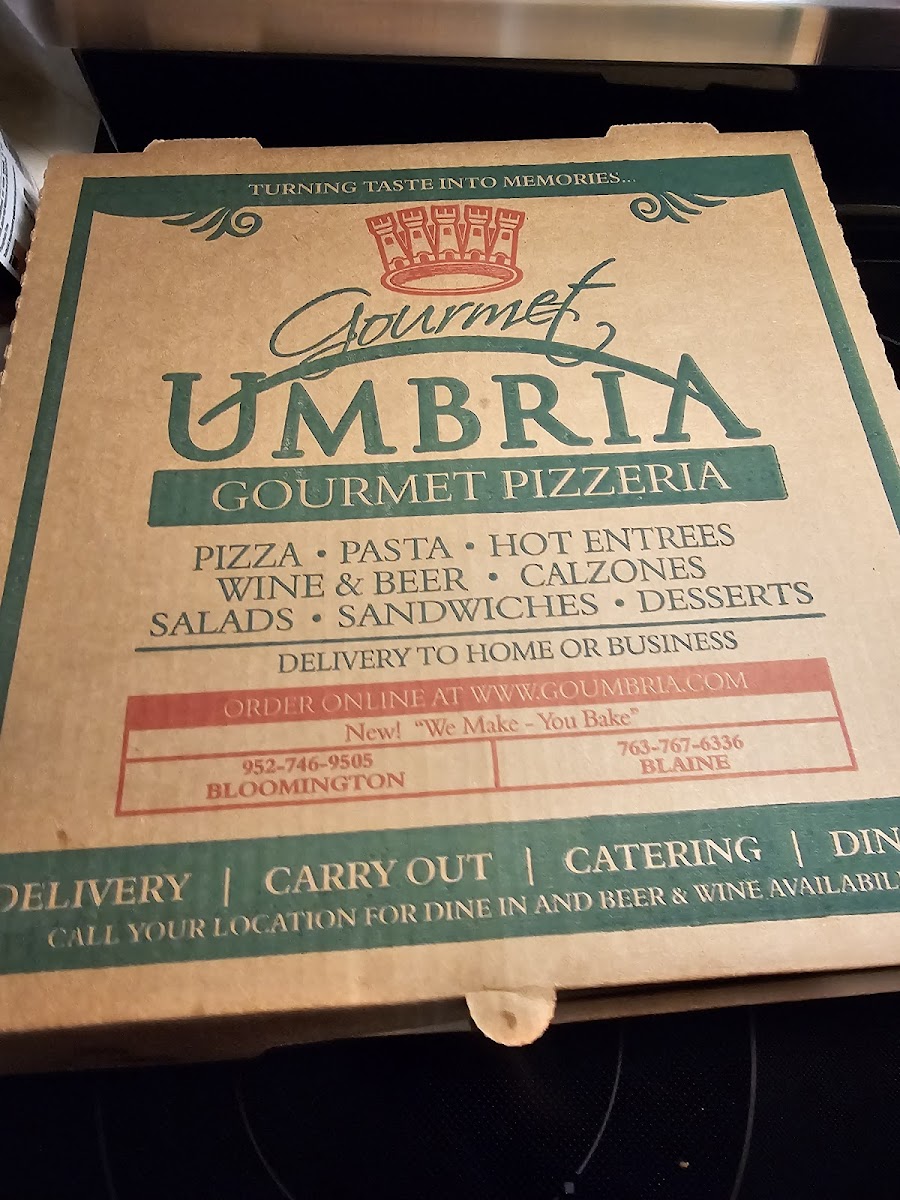 TURNING TASTE INTO MEMORIES...
Gourmet
UMBRIA
GOURMET PIZZERIA
PIZZA • PASTA • HOT ENTREES
WINE & BEER • CALZONES
SALADS • SANDWICHES • DESSERTS
DELIVERY TO HOME OR BUSINESS
ORDER ONLINE AT WWW.GOUMBRIA.COM
New! "We Make - You Bake"
952-746-9505
BLOOMINGTON
763-767-6336
BLAINE
DELIVERY | CARRY OUT | CATERING | DIN
CALL YOUR LOCATION FOR DINE IN AND BEER & WINE AVAILABIL